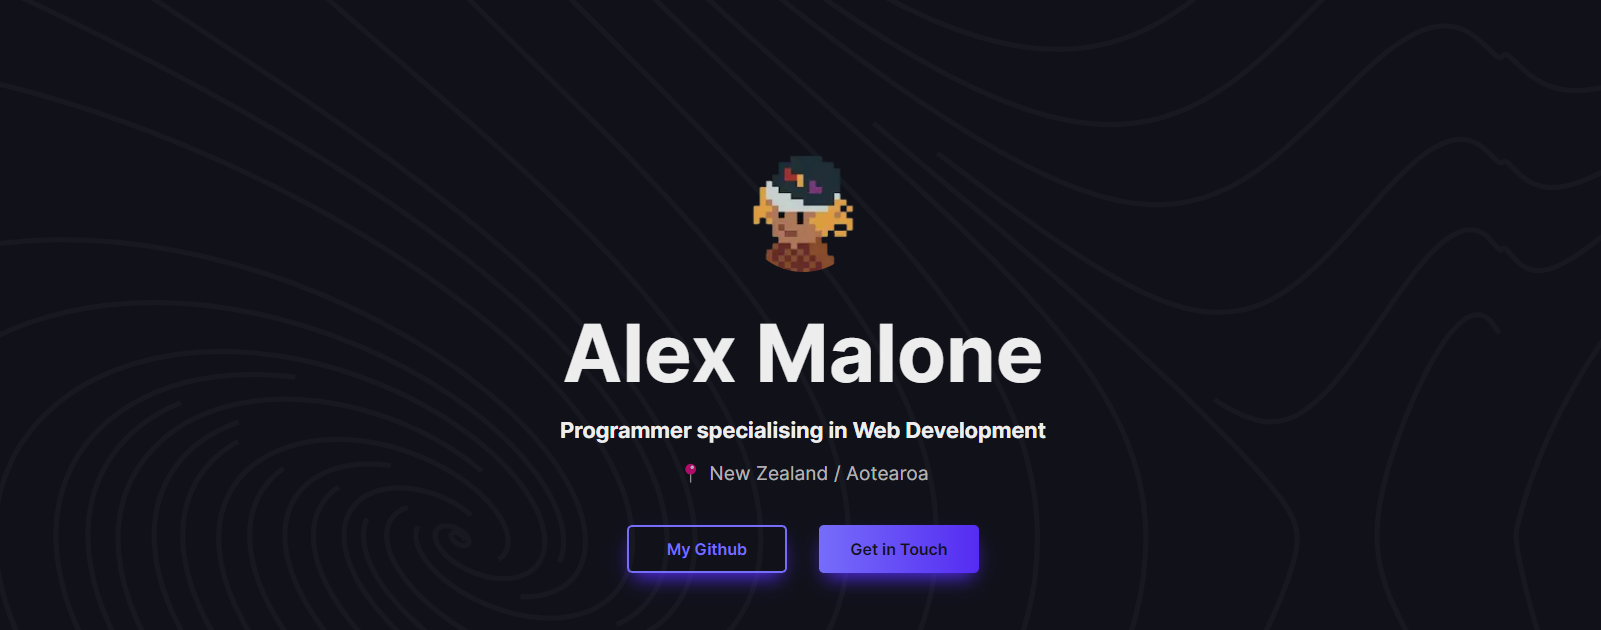 Alex Malone
Programmer specialising in Web Development
New Zealand / Aotearoa
My Github
Get in Touch